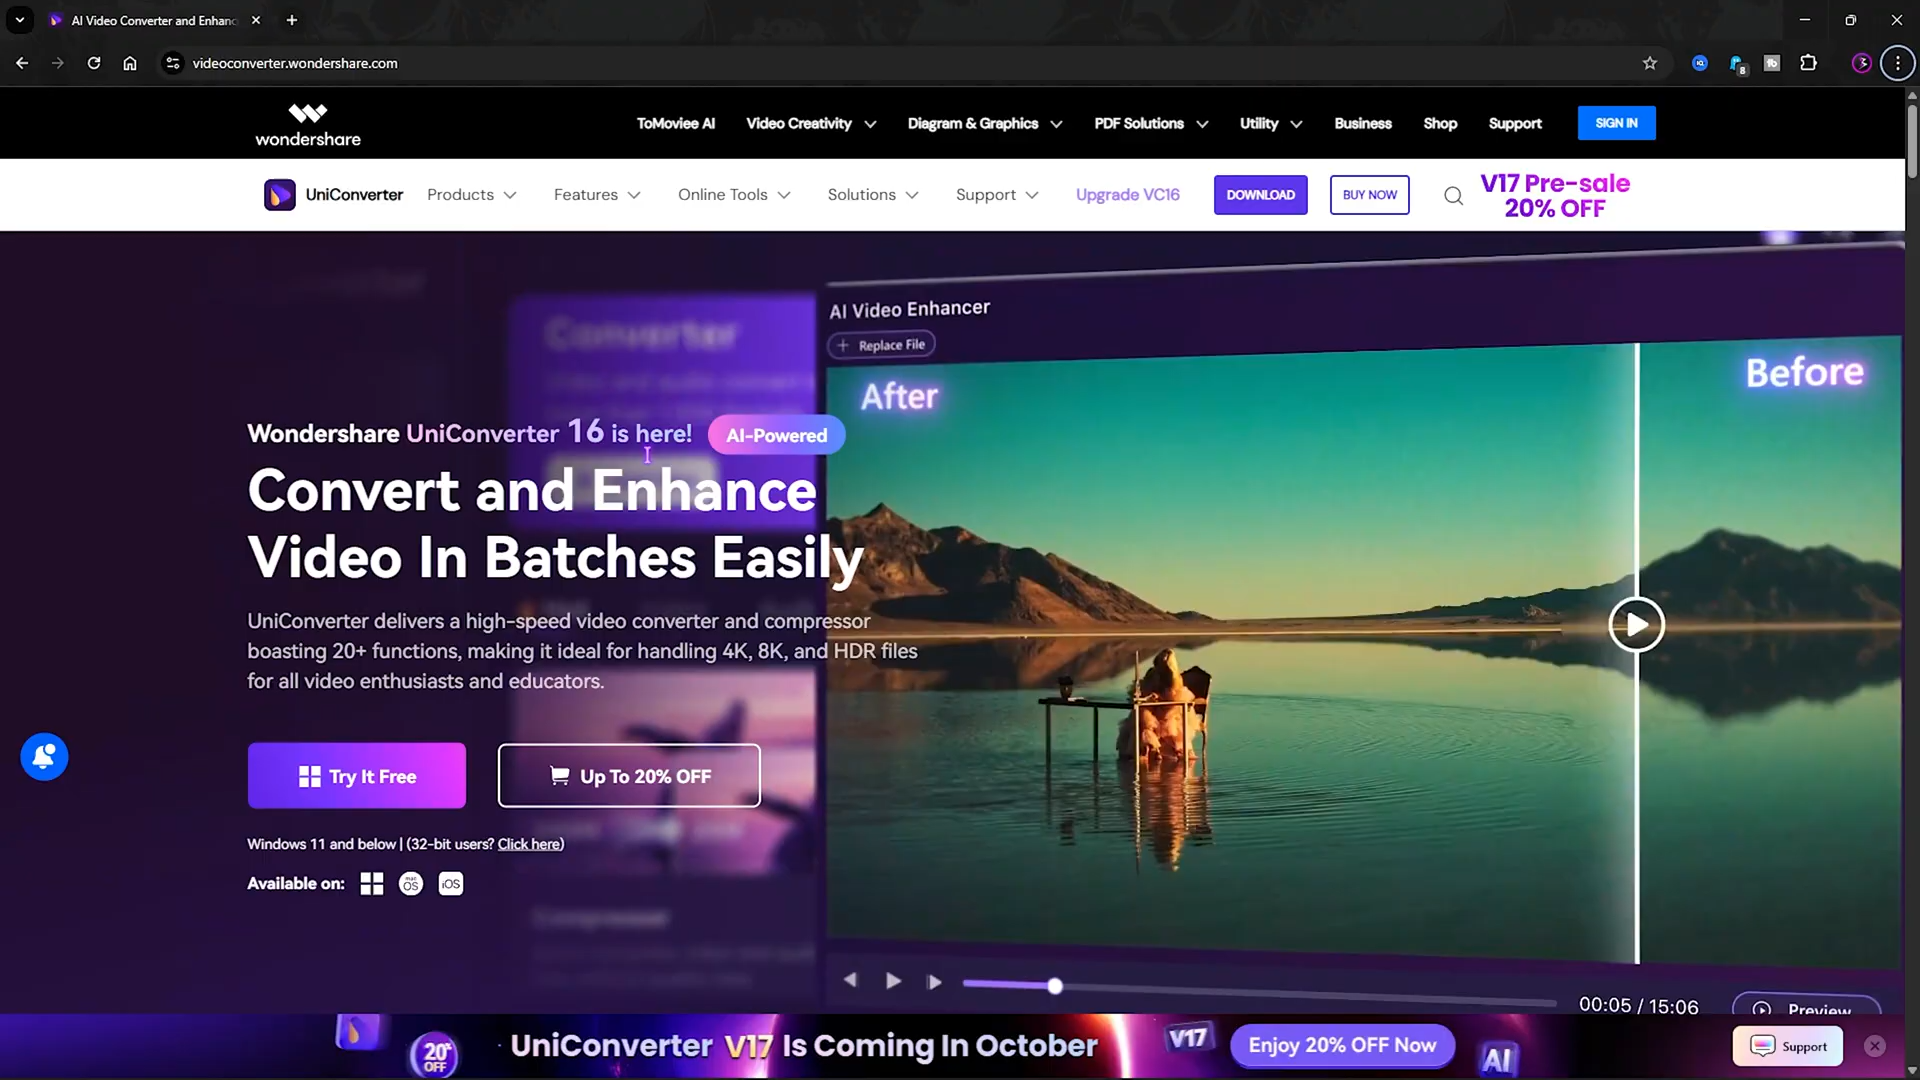 AI Video Converter and Enhanc
videoconverter.wondershare.com
8
wondershare
ToMoviee AI Video Creativity Diagram & Graphics PDF Solutions Utility Business Shop Support SIGN IN
UniConverter Products Features Online Tools Solutions Support Upgrade VC16 DOWNLOAD BUY NOW
V17 Pre-sale
20% OFF
AI Video Enhancer
Replace File
After
Before
Converter
Wondershare UniConverter 16 is here! AI-Powered
Convert and Enhance
Video In Batches Easily
UniConverter delivers a high-speed video converter and compressor
boasting 20+ functions, making it ideal for handling 4K, 8K, and HDR files
for all video enthusiasts and educators.
Try It Free
Up To 20% OFF
Windows 11 and below | (32-bit users? Click here)
Available on:
macOS
iOS
Compressor
00:05 / 15:06
Preview
20%
OFF
UniConverter V17 Is Coming In October
V17
Enjoy 20% OFF Now
AI
Support